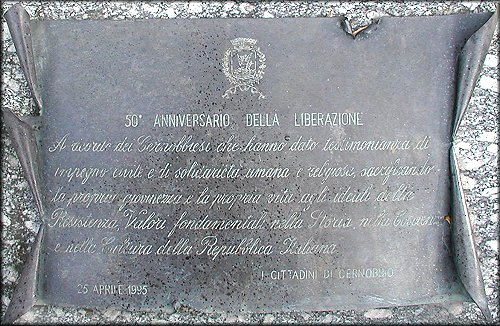 50° ANNIVERSARIO DELLA LIBERAZIONE
A ricordo dei Cernobbiesi che hanno dato testimonianza di
impegno civile e di solidarietà umana e religiosa, sacrificando
la propria giovinezza e la propria vita agli ideali della
Resistenza, Valori fondamentali nella Storia, nella Coscienza
e nella Cultura della Repubblica Italiana.
I CITTADINI DI CERNOBBIO
25 APRILE 1995